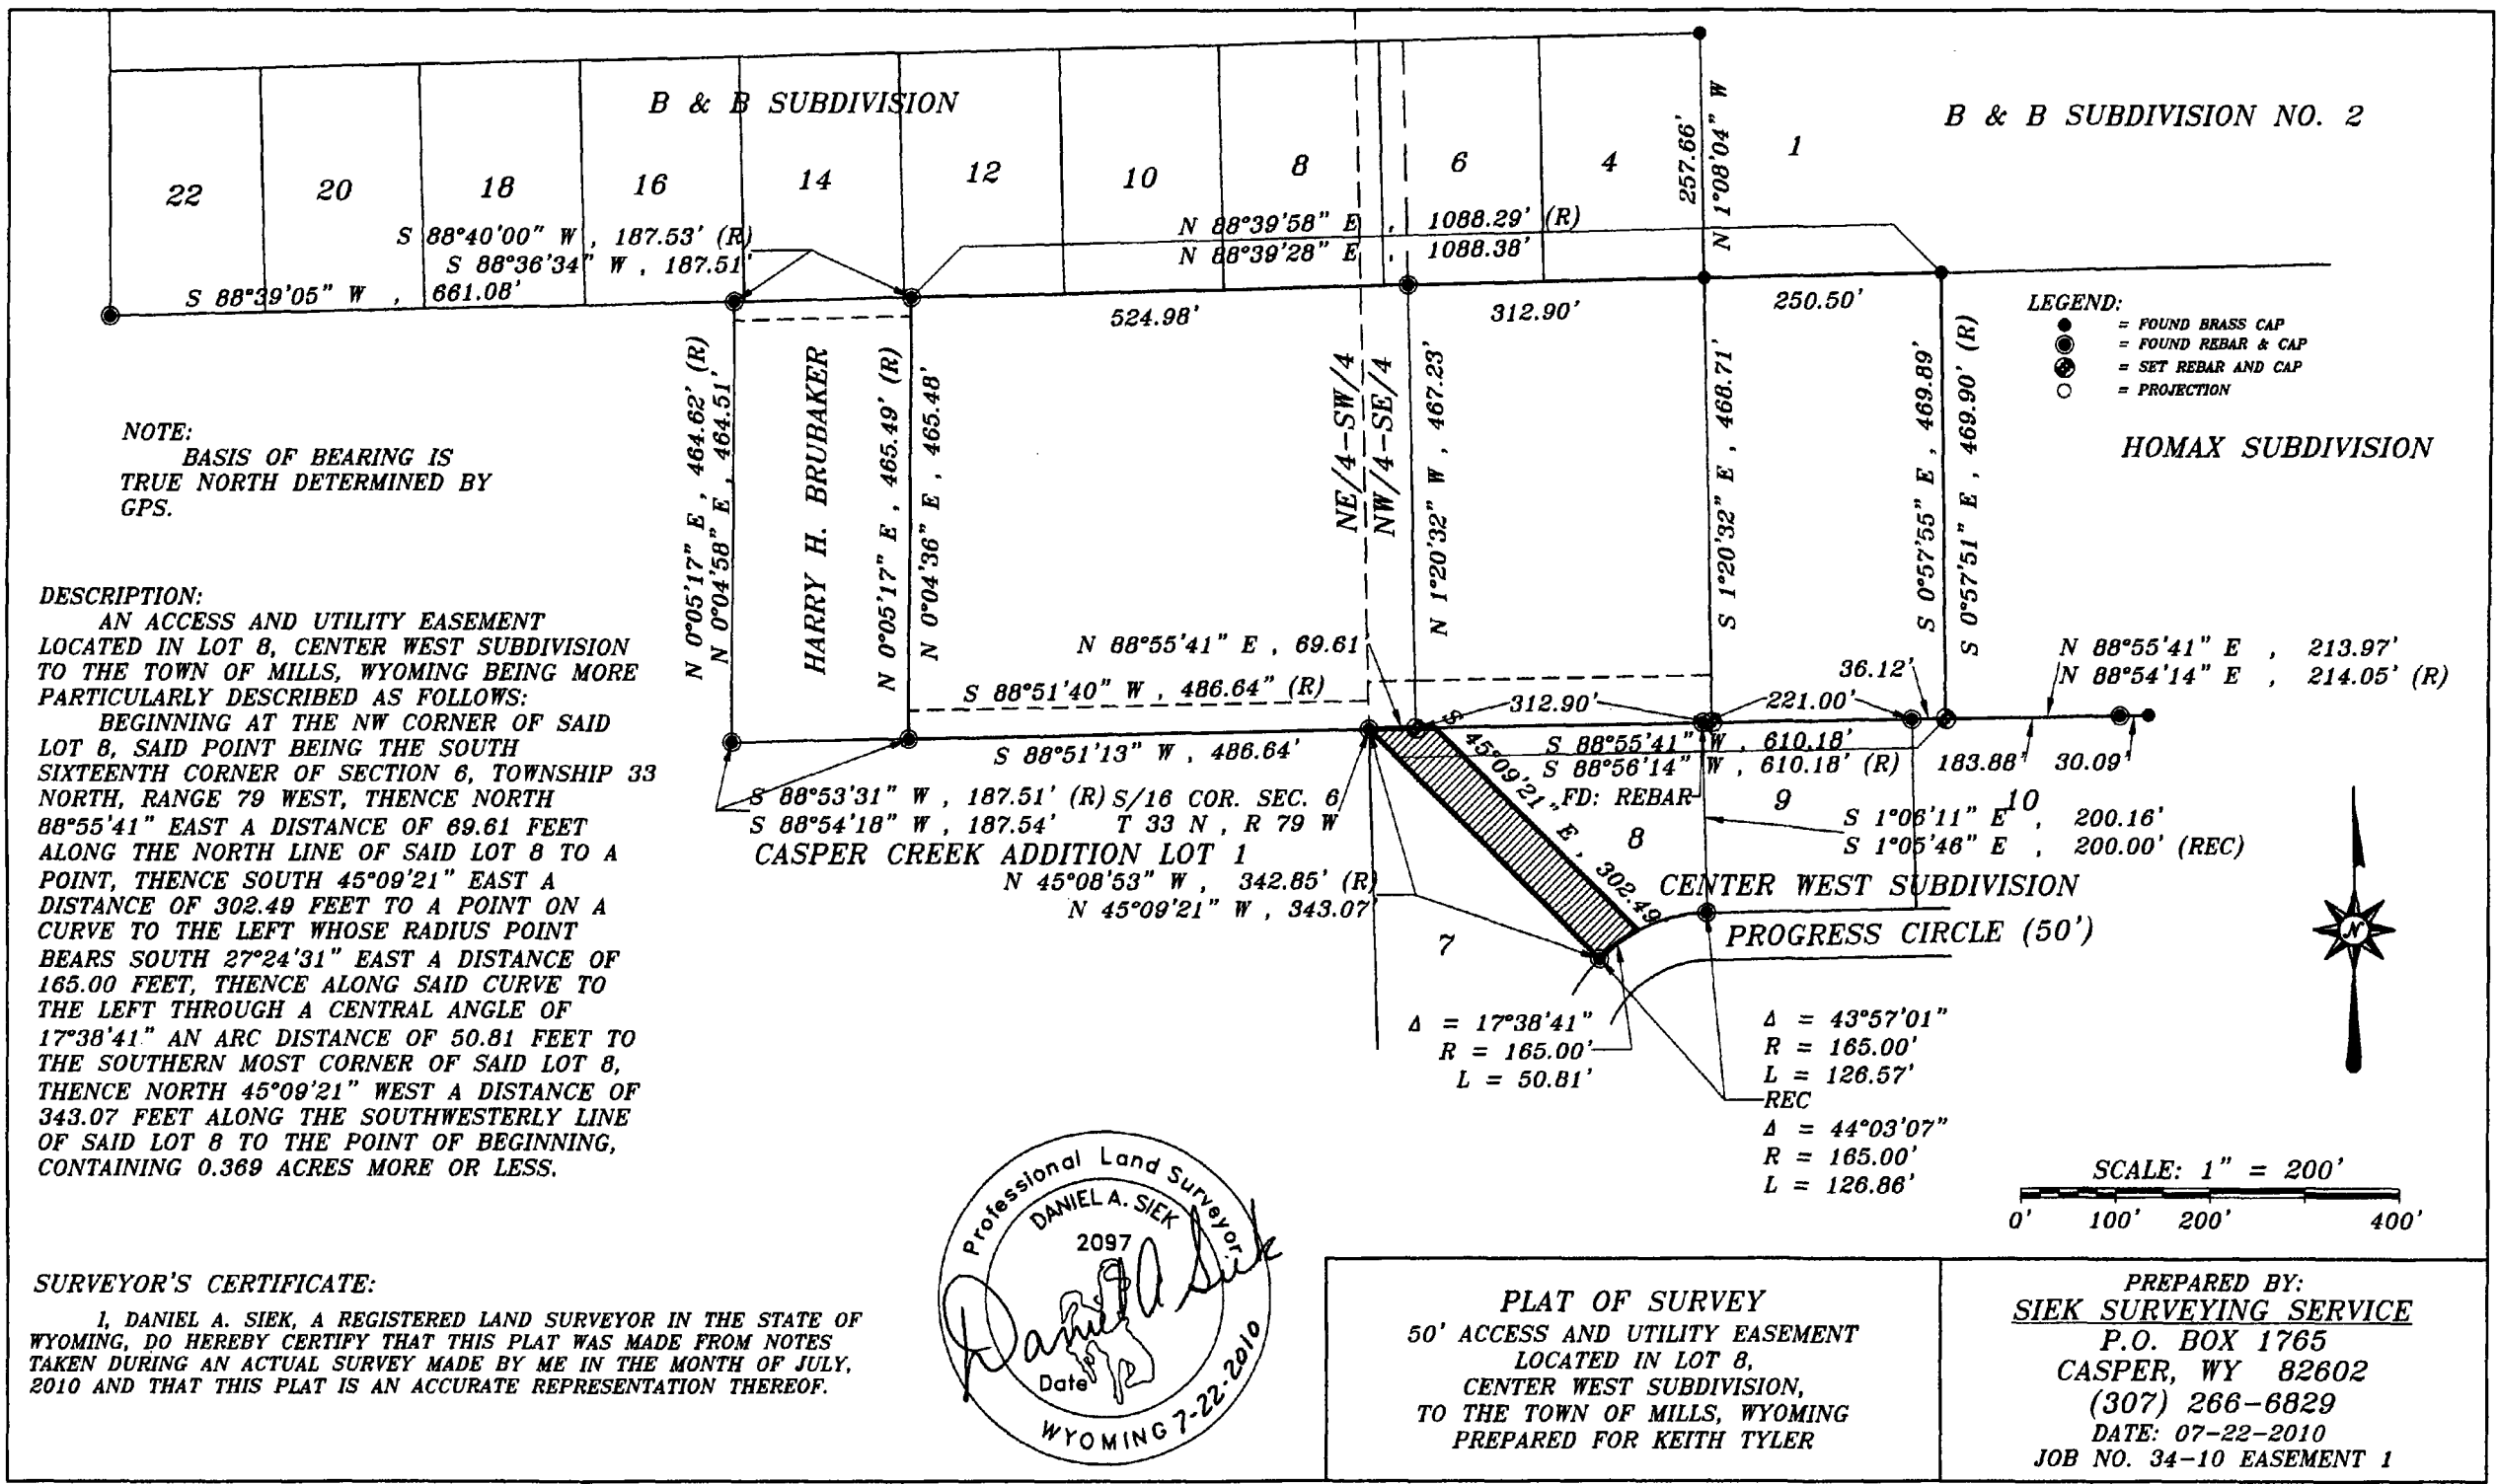 B & B SUBDIVISION
B & B SUBDIVISION NO. 2
22
20
18
16
14
12
10
8
6
4
1
257.66'
N 1°08'04" W
S 88°40'00" W , 187.53' (R)
S 88°36'34" W , 187.51'
N 88°39'58" E , 1088.29' (R)
N 88°39'28" E , 1088.38'
S 88°39'05" W , 661.08'
524.98'
312.90'
250.50'
LEGEND:
= FOUND BRASS CAP
= FOUND REBAR & CAP
= SET REBAR AND CAP
= PROJECTION
HOMAX SUBDIVISION
N 0°05'17" E , 464.62' (R)
N 0°04'58" E , 464.51'
HARRY H. BRUBAKER
N 0°05'17" E , 465.49' (R)
N 0°04'36" E , 465.48'
NE/4-SW/4
NW/4-SE/4
N 1°20'32" W , 467.23'
S 1°20'32" E , 468.71'
S 0°57'55" E , 469.89'
S 0°57'51" E , 469.90' (R)
NOTE:
BASIS OF BEARING IS
TRUE NORTH DETERMINED BY
GPS.
DESCRIPTION:
AN ACCESS AND UTILITY EASEMENT
LOCATED IN LOT 8, CENTER WEST SUBDIVISION
TO THE TOWN OF MILLS, WYOMING BEING MORE
PARTICULARLY DESCRIBED AS FOLLOWS:
BEGINNING AT THE NW CORNER OF SAID
LOT 8, SAID POINT BEING THE SOUTH
SIXTEENTH CORNER OF SECTION 6, TOWNSHIP 33
NORTH, RANGE 79 WEST, THENCE NORTH
88°55'41" EAST A DISTANCE OF 69.61 FEET
ALONG THE NORTH LINE OF SAID LOT 8 TO A
POINT, THENCE SOUTH 45°09'21" EAST A
DISTANCE OF 302.49 FEET TO A POINT ON A
CURVE TO THE LEFT WHOSE RADIUS POINT
BEARS SOUTH 27°24'31" EAST A DISTANCE OF
165.00 FEET, THENCE ALONG SAID CURVE TO
THE LEFT THROUGH A CENTRAL ANGLE OF
17°38'41" AN ARC DISTANCE OF 50.81 FEET TO
THE SOUTHERN MOST CORNER OF SAID LOT 8,
THENCE NORTH 45°09'21" WEST A DISTANCE OF
343.07 FEET ALONG THE SOUTHWESTERLY LINE
OF SAID LOT 8 TO THE POINT OF BEGINNING,
CONTAINING 0.369 ACRES MORE OR LESS.
N 88°55'41" E , 69.61
S 88°51'40" W , 486.64" (R)
S 88°51'13" W , 486.64'
312.90'
221.00'
36.12'
N 88°55'41" E , 213.97'
N 88°54'14" E , 214.05' (R)
S 88°55'41" W , 610.18'
S 88°56'14" W , 610.18' (R)
183.88'
30.09'
S 45°09'21" E , 302.49
FD: REBAR
S 88°53'31" W , 187.51' (R)
S 88°54'18" W , 187.54'
S/16 COR. SEC. 6
T 33 N , R 79 W
CASPER CREEK ADDITION LOT 1
N 45°08'53" W , 342.85' (R)
N 45°09'21" W , 343.07'
7
8
9
10
S 1°06'11" E , 200.16'
S 1°05'46" E , 200.00' (REC)
CENTER WEST SUBDIVISION
PROGRESS CIRCLE (50')
N
Δ = 17°38'41"
R = 165.00'
L = 50.81'
Δ = 43°57'01"
R = 165.00'
L = 126.57'
REC
Δ = 44°03'07"
R = 165.00'
L = 126.86'
SCALE: 1" = 200'
0' 100' 200' 400'
Professional Land Surveyor
DANIEL A. SIEK
2097
Daniel A Siek
Date
WYOMING 7-22-2010
SURVEYOR'S CERTIFICATE:
I, DANIEL A. SIEK, A REGISTERED LAND SURVEYOR IN THE STATE OF
WYOMING, DO HEREBY CERTIFY THAT THIS PLAT WAS MADE FROM NOTES
TAKEN DURING AN ACTUAL SURVEY MADE BY ME IN THE MONTH OF JULY,
2010 AND THAT THIS PLAT IS AN ACCURATE REPRESENTATION THEREOF.
PLAT OF SURVEY
50' ACCESS AND UTILITY EASEMENT
LOCATED IN LOT 8,
CENTER WEST SUBDIVISION,
TO THE TOWN OF MILLS, WYOMING
PREPARED FOR KEITH TYLER
PREPARED BY:
SIEK SURVEYING SERVICE
P.O. BOX 1765
CASPER, WY 82602
(307) 266-6829
DATE: 07-22-2010
JOB NO. 34-10 EASEMENT 1